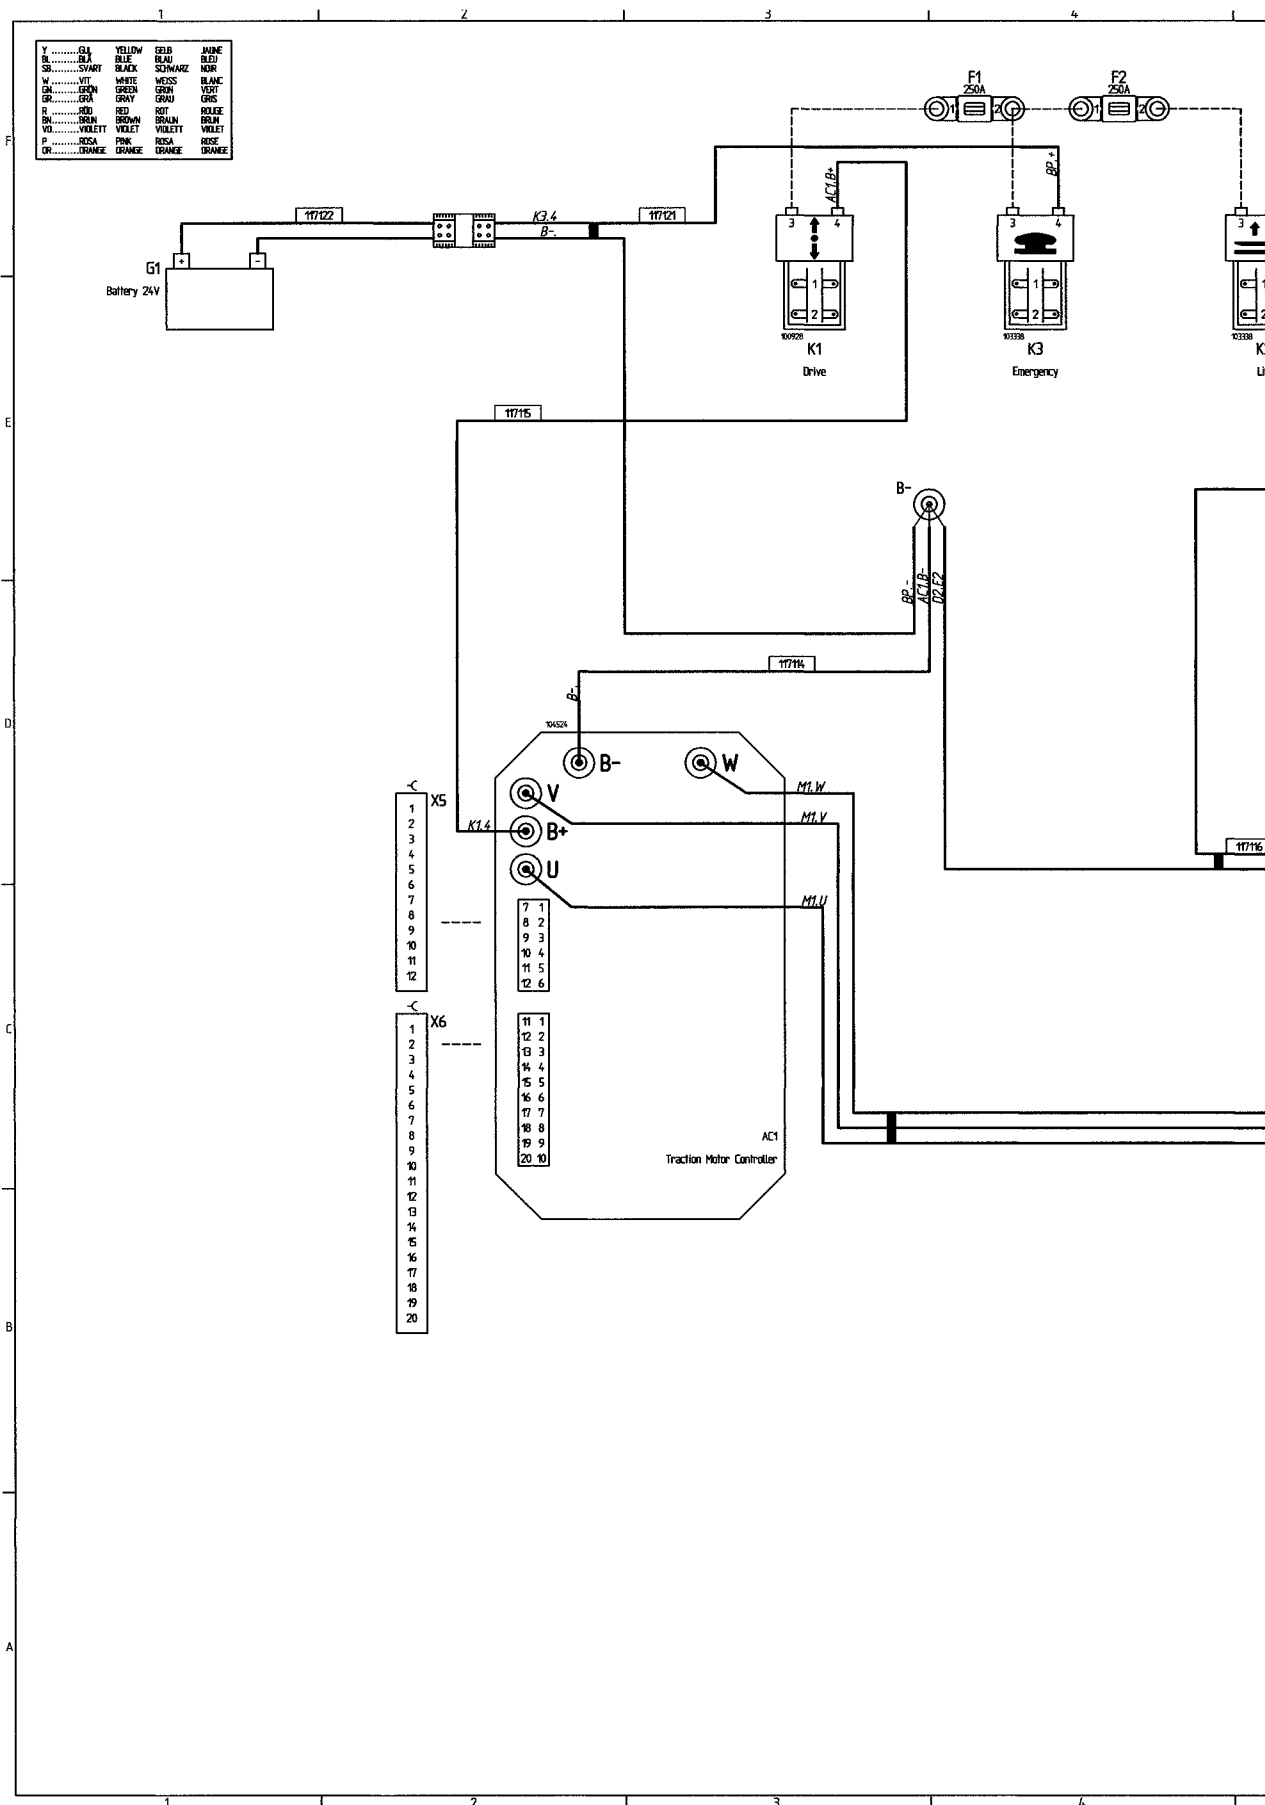 1 2 3 4
Y .........GUL YELLOW GELB JAUNE
BL.........BLÅ BLUE BLAU BLEU
SB.........SVART BLACK SCHWARZ NOIR
W .........VIT WHITE WEISS BLANC
GN.........GRÖN GREEN GRÜN VERT
GR.........GRÅ GRAY GRAU GRIS
R .........RÖD RED ROT ROUGE
BN.........BRUN BROWN BRAUN BRUN
VO.........VIOLETT VIOLET VIOLETT VIOLET
P .........ROSA PINK ROSA ROSE
OR.........ORANGE ORANGE ORANGE ORANGE
F1
250A
1 2
F2
250A
1 2
F
AC1.B+
BP.+
117122
K3.4
B-.
117121
3 4
3 4
3
G1
+ -
Battery 24V
1
2
1
2
1
2
100928
K1
Drive
103338
K3
Emergency
103338
E
117115
B-
BP.-
AC1.B-
D2.E2
117114
B-.
D
104524
B- W
V
B+
U
K1.4
M1.W
M1.V
M1.U
117116
-C
X5
1
2
3
4
5
6
7
8
9
10
11
12
7 1
8 2
9 3
10 4
11 5
12 6
C
-C
X6
1
2
3
4
5
6
7
8
9
10
11
12
13
14
15
16
17
18
19
20
11 1
12 2
13 3
14 4
15 5
16 6
17 7
18 8
19 9
20 10
AC1
Traction Motor Controller
B
A
1 2 3 4